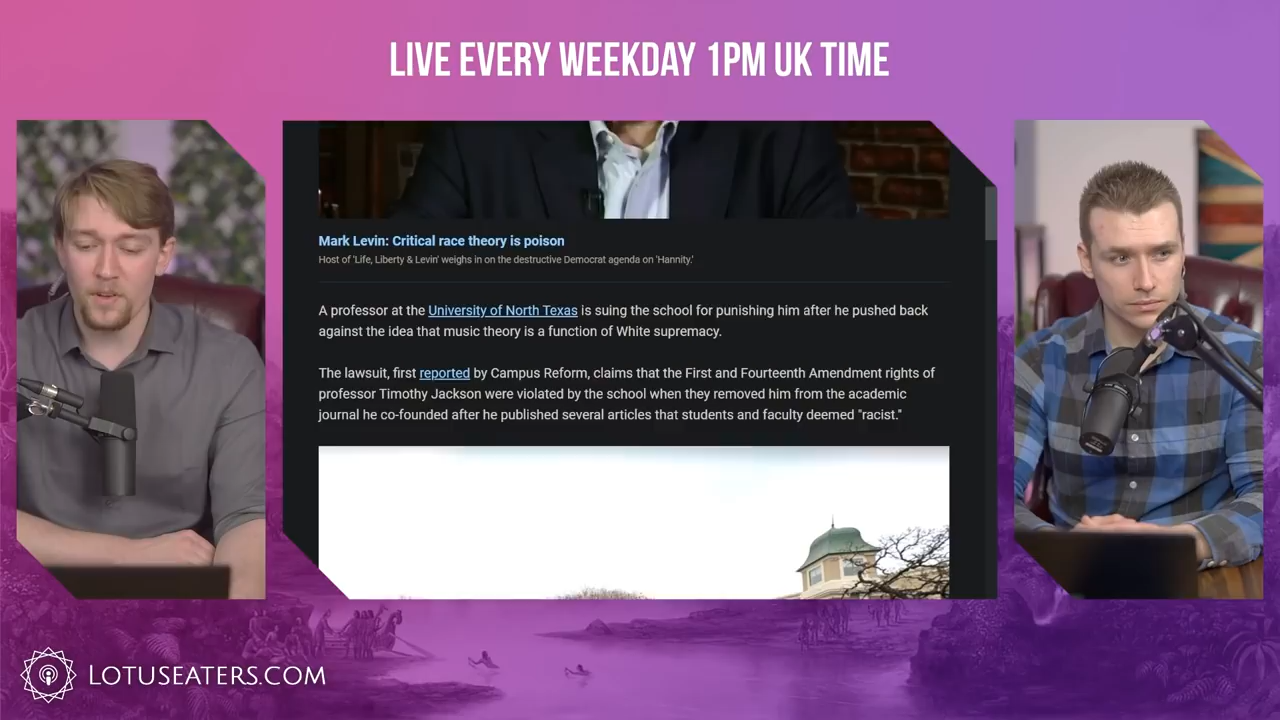 LIVE EVERY WEEKDAY 1PM UK TIME
Mark Levin: Critical race theory is poison
Host of 'Life, Liberty & Levin' weighs in on the destructive Democrat agenda on 'Hannity.'
A professor at the University of North Texas is suing the school for punishing him after he pushed back
against the idea that music theory is a function of White supremacy.
The lawsuit, first reported by Campus Reform, claims that the First and Fourteenth Amendment rights of
professor Timothy Jackson were violated by the school when they removed him from the academic
journal he co-founded after he published several articles that students and faculty deemed "racist."
LOTUSEATERS.COM